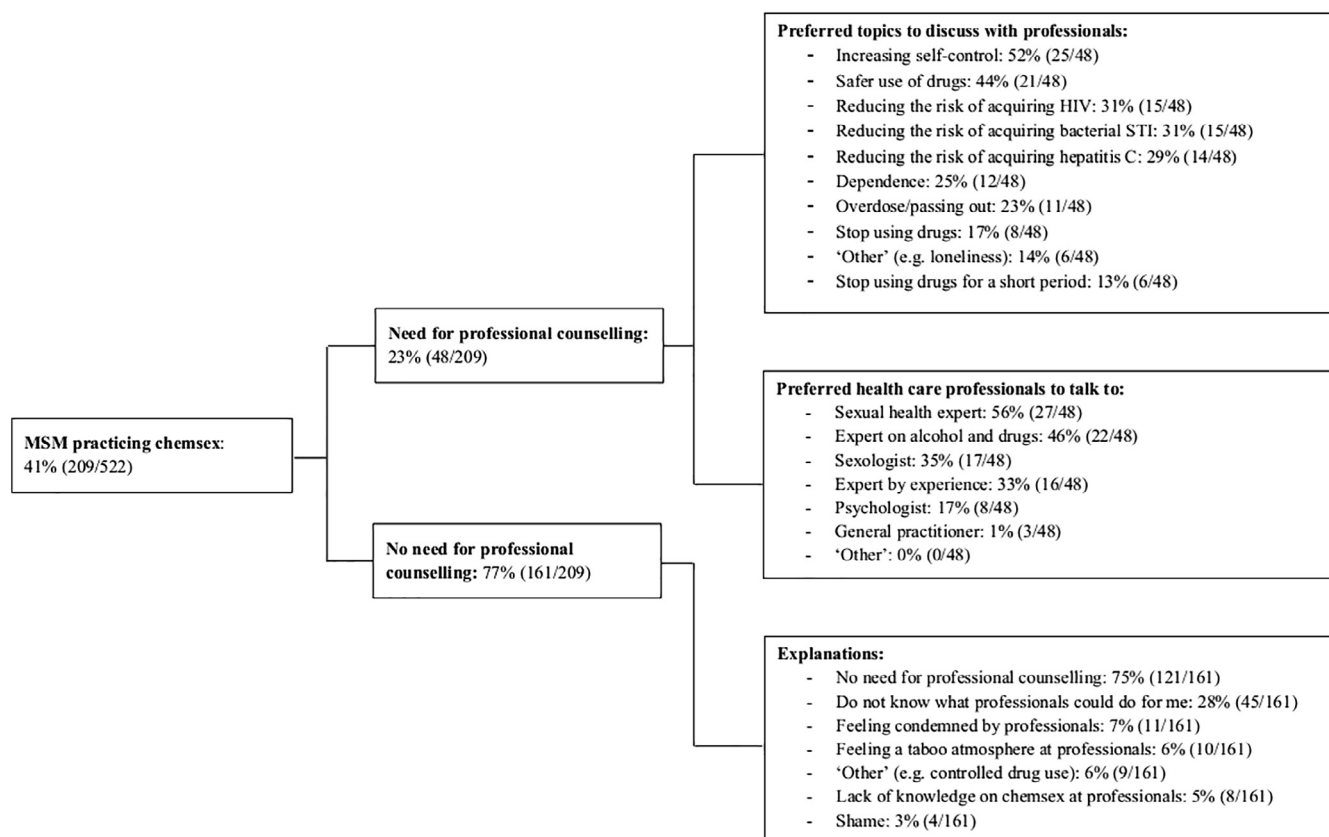 MSM practicing chemsex:
41% (209/522)
Need for professional counselling:
23% (48/209)
No need for professional
counselling: 77% (161/209)
Preferred topics to discuss with professionals:
- Increasing self-control: 52% (25/48)
- Safer use of drugs: 44% (21/48)
- Reducing the risk of acquiring HIV: 31% (15/48)
- Reducing the risk of acquiring bacterial STI: 31% (15/48)
- Reducing the risk of acquiring hepatitis C: 29% (14/48)
- Dependence: 25% (12/48)
- Overdose/passing out: 23% (11/48)
- Stop using drugs: 17% (8/48)
- ‘Other’ (e.g. loneliness): 14% (6/48)
- Stop using drugs for a short period: 13% (6/48)
Preferred health care professionals to talk to:
- Sexual health expert: 56% (27/48)
- Expert on alcohol and drugs: 46% (22/48)
- Sexologist: 35% (17/48)
- Expert by experience: 33% (16/48)
- Psychologist: 17% (8/48)
- General practitioner: 1% (3/48)
- ‘Other’: 0% (0/48)
Explanations:
- No need for professional counselling: 75% (121/161)
- Do not know what professionals could do for me: 28% (45/161)
- Feeling condemned by professionals: 7% (11/161)
- Feeling a taboo atmosphere at professionals: 6% (10/161)
- ‘Other’ (e.g. controlled drug use): 6% (9/161)
- Lack of knowledge on chemsex at professionals: 5% (8/161)
- Shame: 3% (4/161)